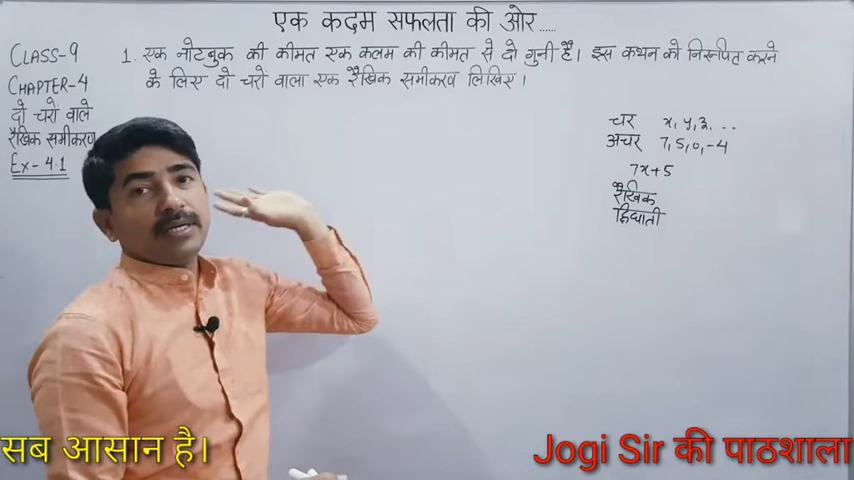 एक कदम सफलता की ओर......
CLASS-9
CHAPTER-4
दो चरों वाले
रैखिक समीकरण
Ex-4.1
1. एक नोटबुक की कीमत एक कलम की कीमत से दो गुनी है। इस कथन को निरूपित करने
के लिए दो चरों वाला एक रैखिक समीकरण लिखिए।
चर x, y, z, ...
अचर 7, 5, 0, -4
7x+5
रैखिक
द्विघाती
सब आसान है।
Jogi Sir की पाठशाला